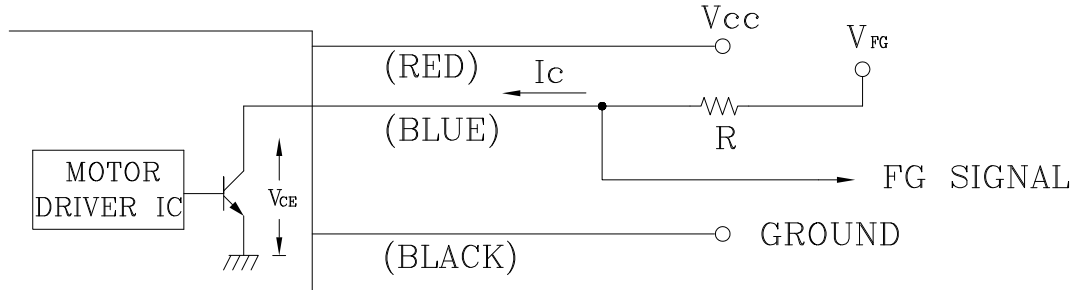 Vcc
V FG
(RED)
Ic
(BLUE)
R
MOTOR
DRIVER IC
VCE
FG SIGNAL
GROUND
(BLACK)